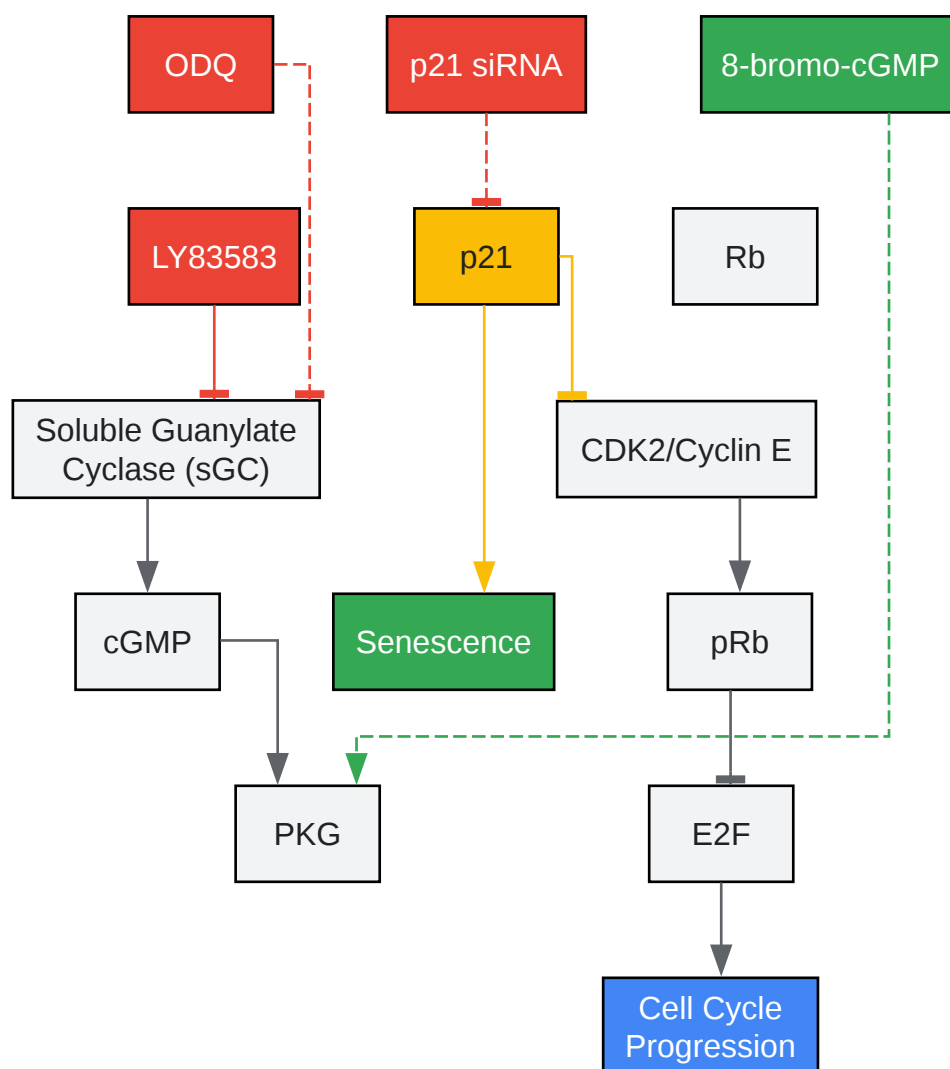 ODQ
p21 siRNA
8-bromo-cGMP
LY83583
p21
Rb
Soluble Guanylate
Cyclase (sGC)
CDK2/Cyclin E
cGMP
Senescence
pRb
PKG
E2F
Cell Cycle
Progression